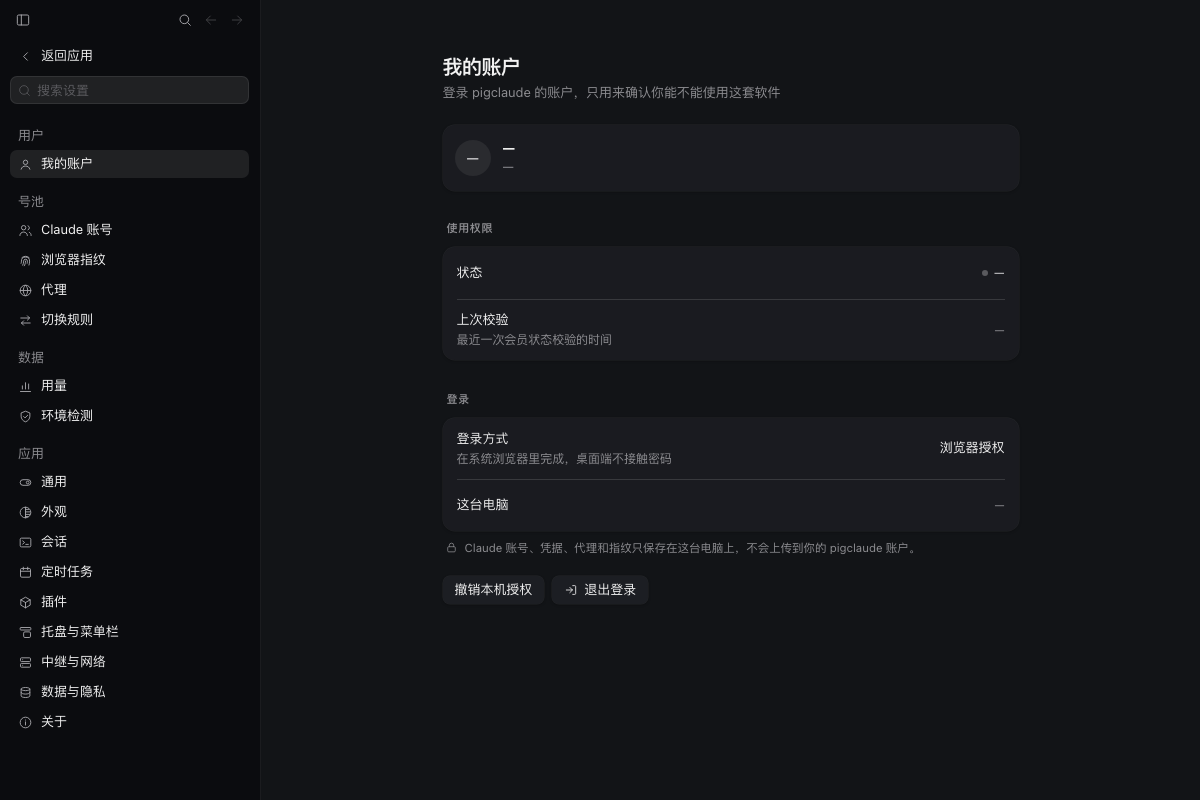 返回应用
搜索设置
用户
我的账户
号池
Claude 账号
浏览器指纹
代理
切换规则
数据
用量
环境检测
应用
通用
外观
会话
定时任务
插件
托盘与菜单栏
中继与网络
数据与隐私
关于
我的账户
登录 pigclaude 的账户，只用来确认你能不能使用这套软件
—
—
—
使用权限
状态
—
上次校验
最近一次会员状态校验的时间
—
登录
登录方式
在系统浏览器里完成，桌面端不接触密码
浏览器授权
这台电脑
—
Claude 账号、凭据、代理和指纹只保存在这台电脑上，不会上传到你的 pigclaude 账户。
撤销本机授权
退出登录